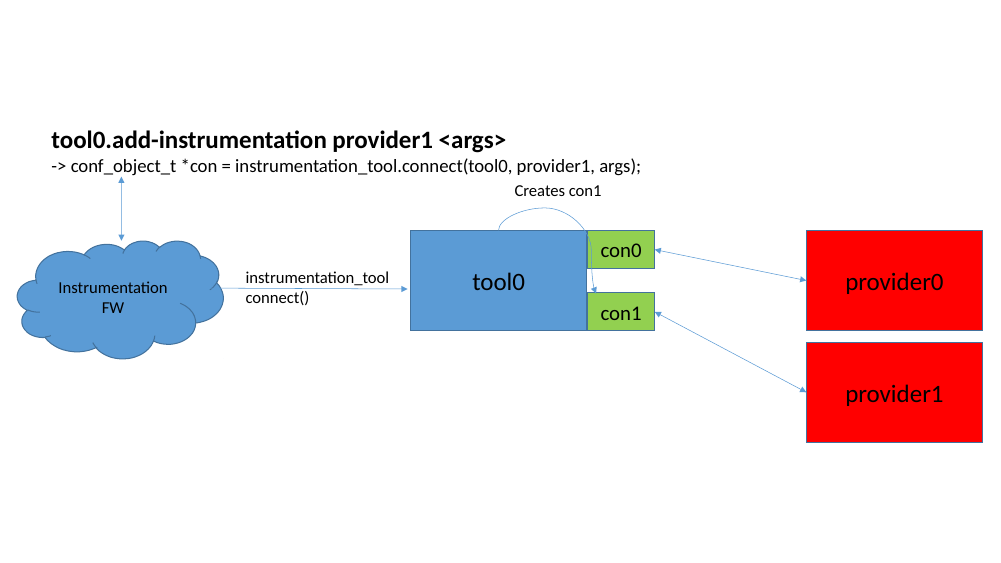 tool0.add-instrumentation provider1 <args>
-> conf_object_t *con = instrumentation_tool.connect(tool0, provider1, args);
Creates con1
con0
Instrumentation
FW
instrumentation_tool
connect()
tool0
provider0
con1
provider1